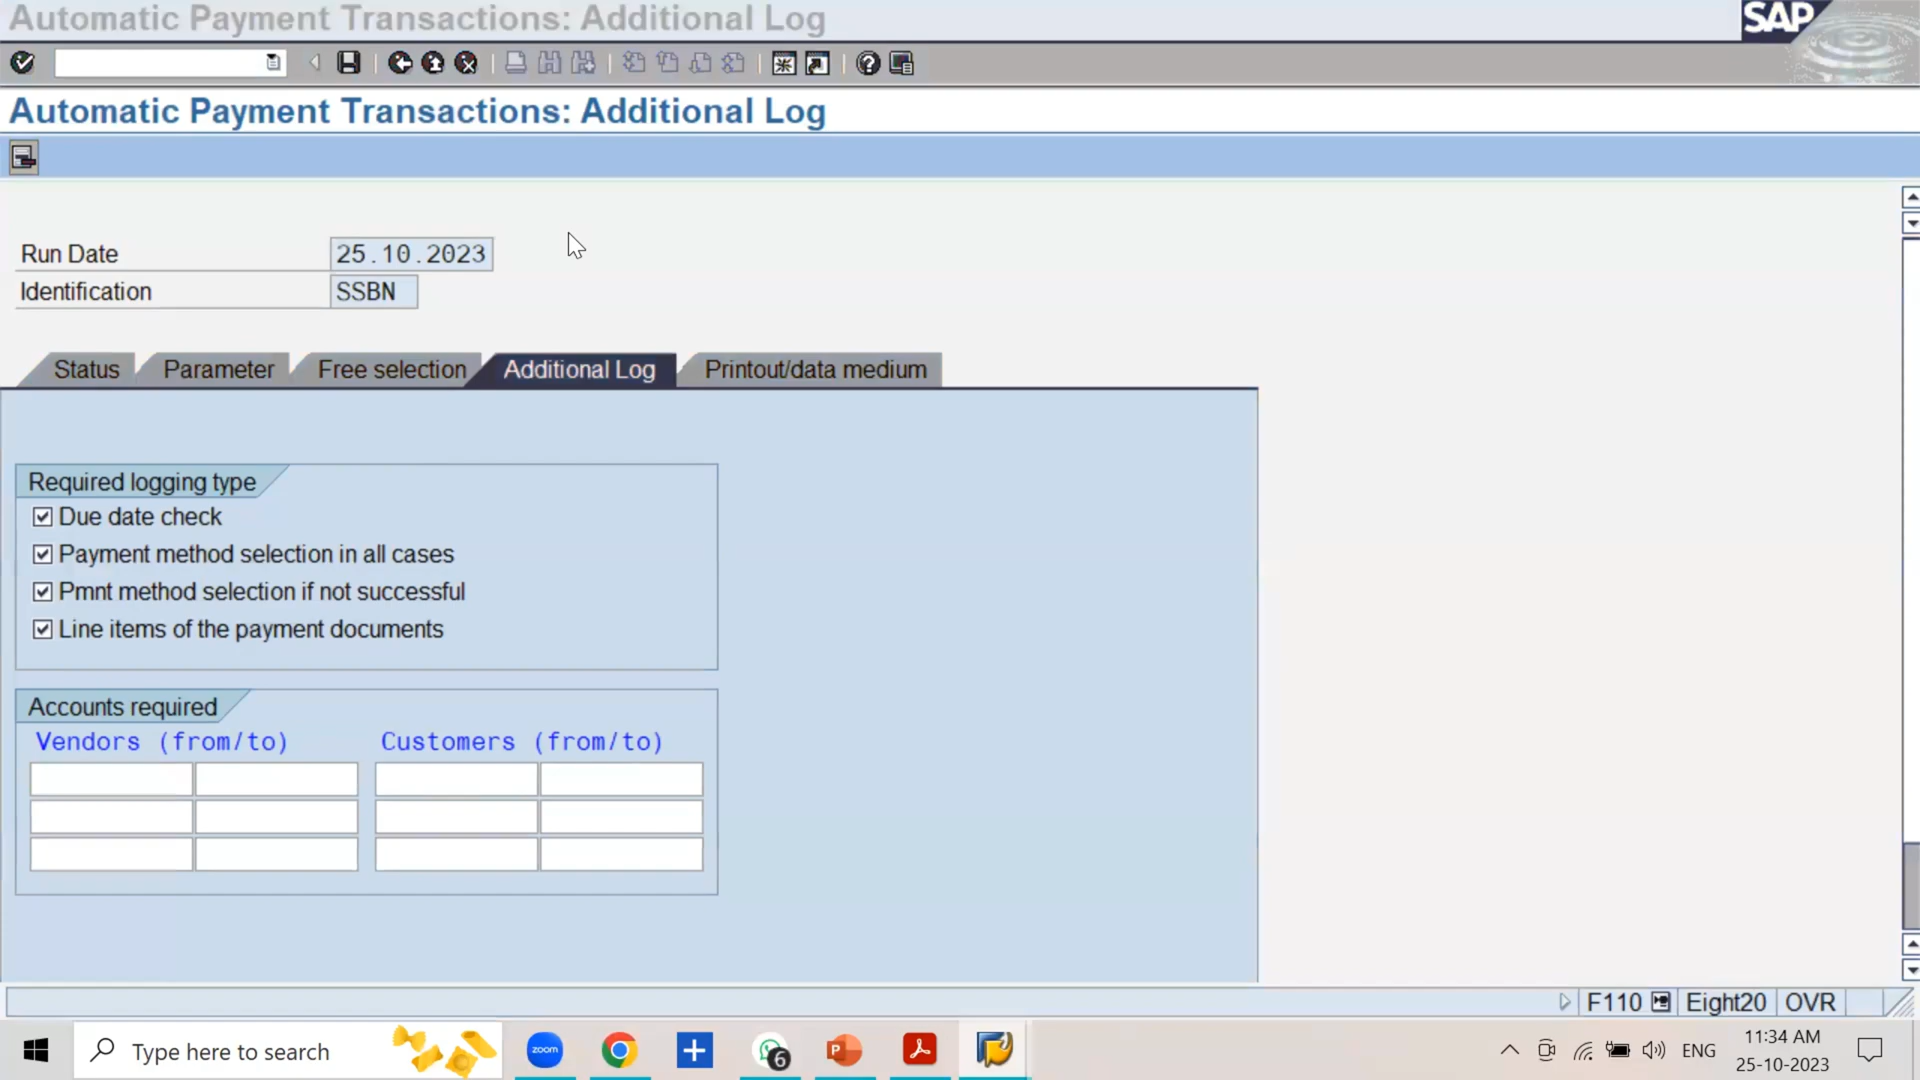 Automatic Payment Transactions: Additional Log
SAP
Automatic Payment Transactions: Additional Log
Run Date 25.10.2023
Identification SSBN
Status Parameter Free selection Additional Log Printout/data medium
Required logging type
Due date check
Payment method selection in all cases
Pmnt method selection if not successful
Line items of the payment documents
Accounts required
Vendors (from/to) Customers (from/to)
F110 Eight20 OVR
Type here to search zoom 6 P ENG 11:34 AM
25-10-2023